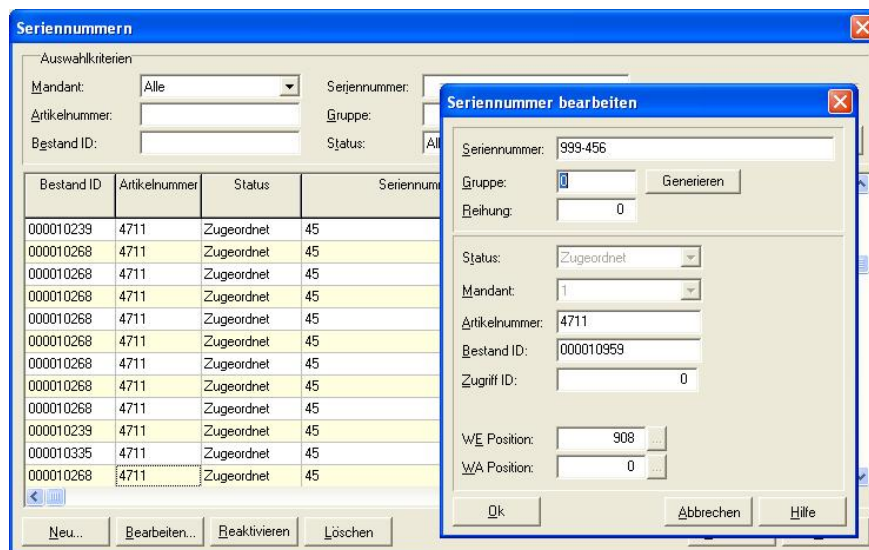 Seriennummern
Auswahlkriterien
Mandant: Alle Seriennummer:
Artikelnummer: Gruppe:
Bestand ID: Status:
Bestand ID Artikelnummer Status
000010239 4711 Zugeordnet 45
000010268 4711 Zugeordnet 45
000010268 4711 Zugeordnet 45
000010268 4711 Zugeordnet 45
000010268 4711 Zugeordnet 45
000010268 4711 Zugeordnet 45
000010268 4711 Zugeordnet 45
000010268 4711 Zugeordnet 45
000010268 4711 Zugeordnet 45
000010239 4711 Zugeordnet 45
000010335 4711 Zugeordnet 45
000010268 4711 Zugeordnet 45
Neu... Bearbeiten... Reaktivieren Löschen
Seriennummer bearbeiten
Seriennummer: 999-456
Gruppe: 0 Generieren
Reihung: 0
Status: Zugeordnet
Mandant: 1
Artikelnummer: 4711
Bestand ID: 000010959
Zugriff ID: 0
WE Position: 908 ...
WA Position: 0 ...
Ok Abbrechen Hilfe